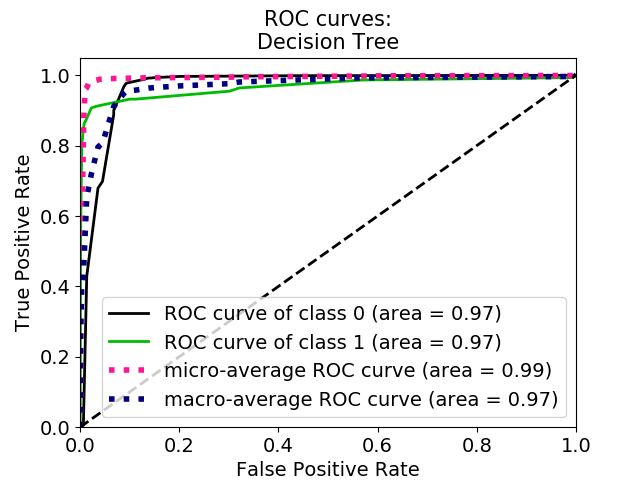 ROC curves:
Decision Tree
1.0
0.8
0.6
0.4
0.2
0.0
True Positive Rate
ROC curve of class 0 (area = 0.97)
ROC curve of class 1 (area = 0.97)
micro-average ROC curve (area = 0.99)
macro-average ROC curve (area = 0.97)
0.0 0.2 0.4 0.6 0.8 1.0
False Positive Rate